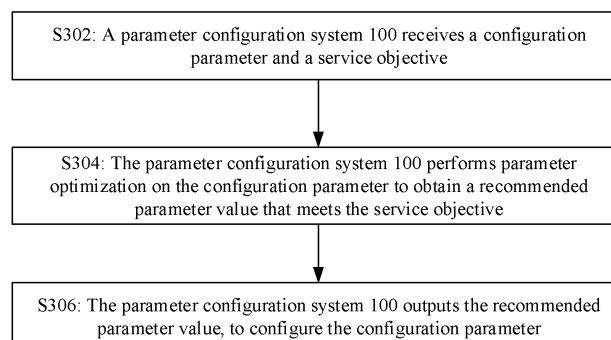 S302: A parameter configuration system 100 receives a configuration
parameter and a service objective
S304: The parameter configuration system 100 performs parameter
optimization on the configuration parameter to obtain a recommended
parameter value that meets the service objective
S306: The parameter configuration system 100 outputs the recommended
parameter value, to configure the configuration parameter